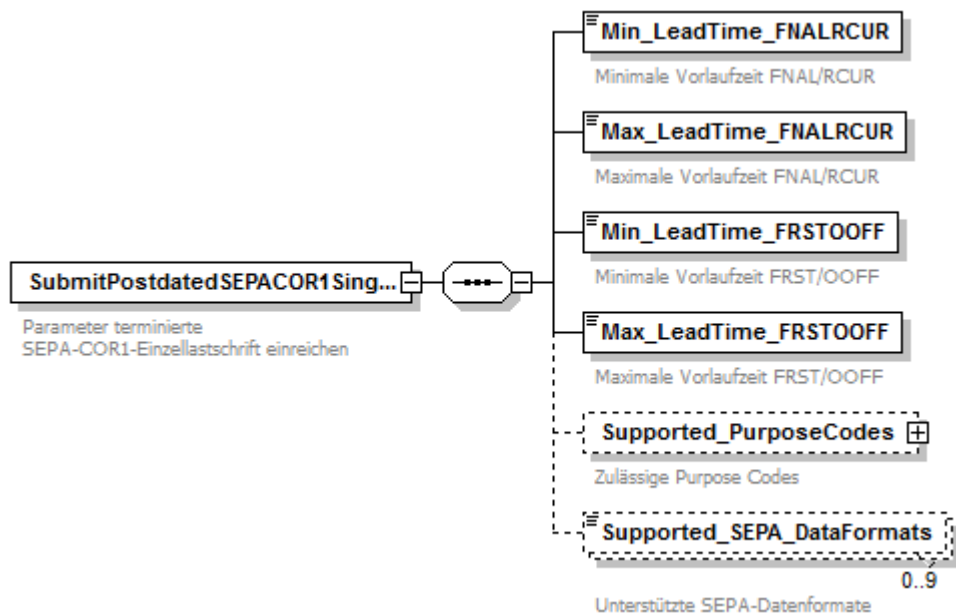 Min_LeadTime_FNALRCUR
Minimale Vorlaufzeit FNAL/RCUR
Max_LeadTime_FNALRCUR
Maximale Vorlaufzeit FNAL/RCUR
Min_LeadTime_FRSTOOFF
Minimale Vorlaufzeit FRST/OOFF
SubmitPostdatedSEPACOR1Sing...
Parameter terminierte
SEPA-COR1-Einzellastschrift einreichen
Max_LeadTime_FRSTOOFF
Maximale Vorlaufzeit FRST/OOFF
Supported_PurposeCodes
Zulässige Purpose Codes
Supported_SEPA_DataFormats
0..9
Unterstützte SEPA-Datenformate